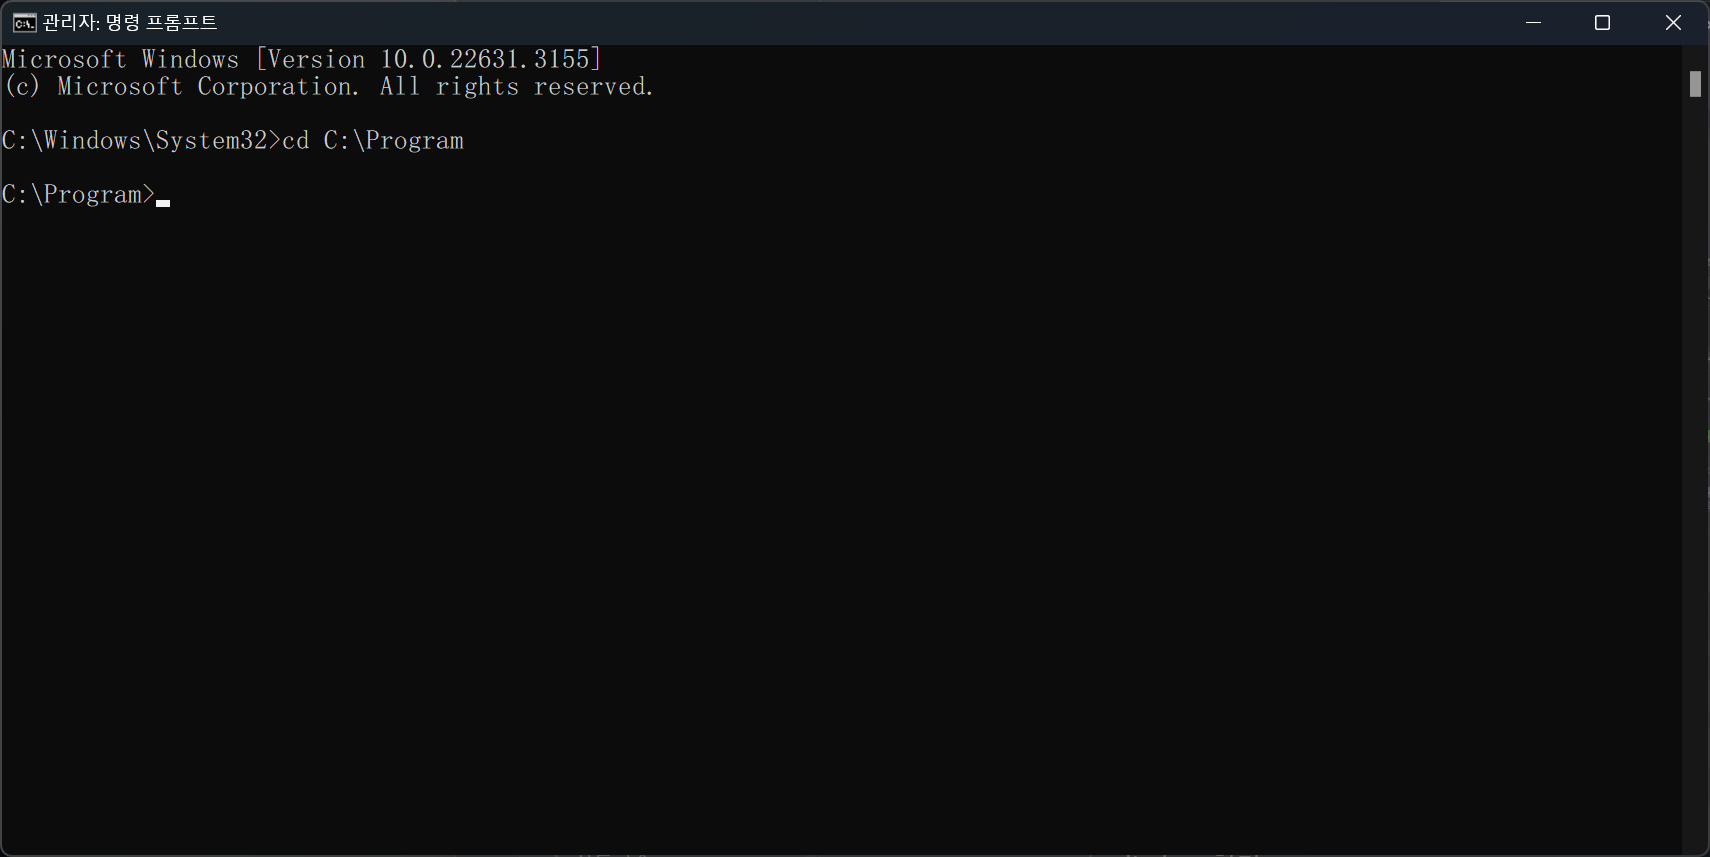 관리자: 명령 프롬프트
Microsoft Windows [Version 10.0.22631.3155]
(c) Microsoft Corporation. All rights reserved.
C:\Windows\System32>cd C:\Program
C:\Program>